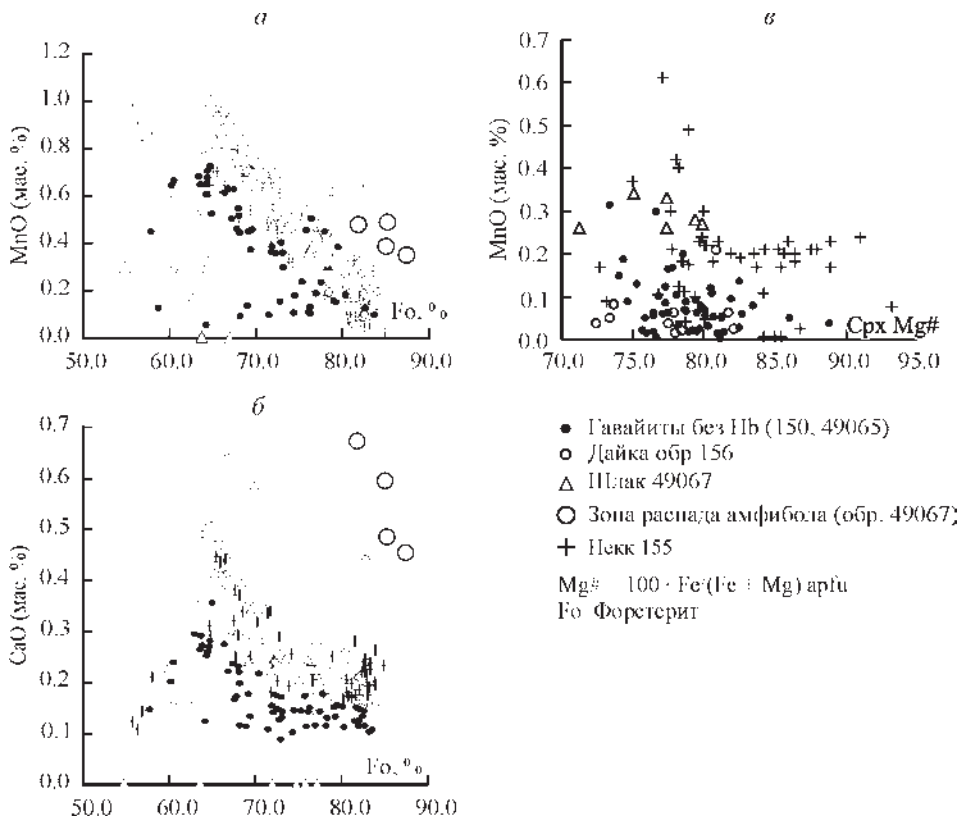 а
MnO (мас. %)
1.2
1.0
0.8
0.6
0.4
0.2
0.0
50.0 60.0 70.0 80.0 90.0
Fo, %
в
MnO (мас. %)
0.7
0.6
0.5
0.4
0.3
0.2
0.1
0.0
70.0 75.0 80.0 85.0 90.0 95.0
Cpx Mg#
б
CaO (мас. %)
0.7
0.6
0.5
0.4
0.3
0.2
0.1
0.0
50.0 60.0 70.0 80.0 90.0
Fo, %
Гавайиты без Hb (150, 49065)
Дайка обр 156
Шлак 49067
Зона распада амфибола (обр. 49067)
Некк 155
Mg# 100 · Fe/(Fe + Mg) apfu
Fo Форстерит